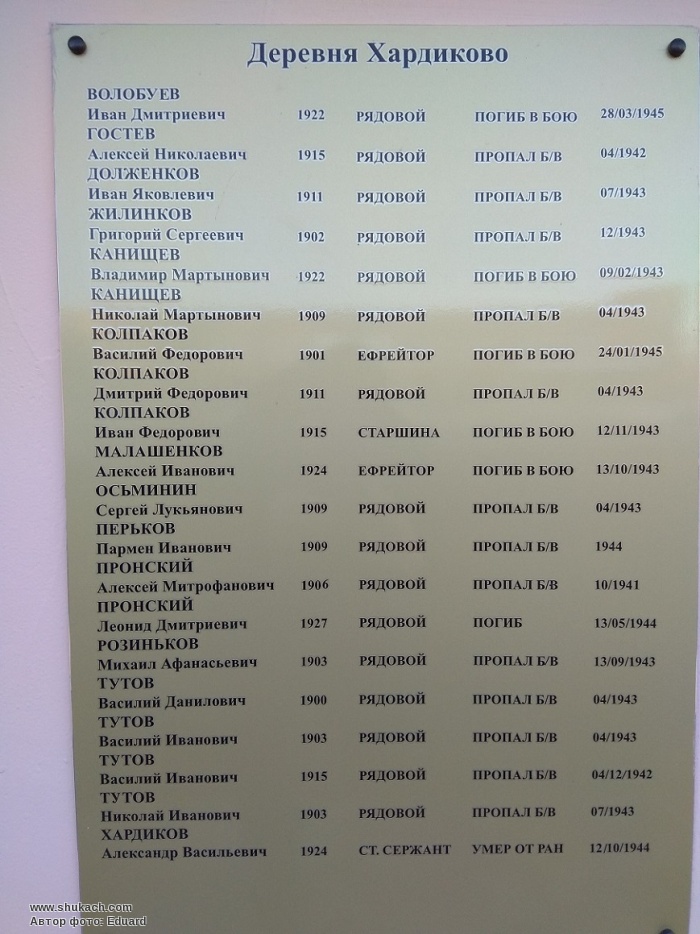 Деревня Хардиково
ВОЛОБУЕВ
Иван Дмитриевич 1922 РЯДОВОЙ ПОГИБ В БОЮ 28/03/1945
ГОСТЕВ
Алексей Николаевич 1915 РЯДОВОЙ ПРОПАЛ Б/В 04/1942
ДОЛЖЕНКОВ
Иван Яковлевич 1911 РЯДОВОЙ ПРОПАЛ Б/В 07/1943
ЖИЛИНКОВ
Григорий Сергеевич 1902 РЯДОВОЙ ПРОПАЛ Б/В 12/1943
КАНИЩЕВ
Владимир Мартынович 1922 РЯДОВОЙ ПОГИБ В БОЮ 09/02/1943
КАНИЩЕВ
Николай Мартынович 1909 РЯДОВОЙ ПРОПАЛ Б/В 04/1943
КОЛПАКОВ
Василий Федорович 1901 ЕФРЕЙТОР ПОГИБ В БОЮ 24/01/1945
КОЛПАКОВ
Дмитрий Федорович 1911 РЯДОВОЙ ПРОПАЛ Б/В 04/1943
КОЛПАКОВ
Иван Федорович 1915 СТАРШИНА ПОГИБ В БОЮ 12/11/1943
МАЛАШЕНКОВ
Алексей Иванович 1924 ЕФРЕЙТОР ПОГИБ В БОЮ 13/10/1943
ОСЬМИНИН
Сергей Лукьянович 1909 РЯДОВОЙ ПРОПАЛ Б/В 04/1943
ПЕРЬКОВ
Пармен Иванович 1909 РЯДОВОЙ ПРОПАЛ Б/В 1944
ПРОНСКИЙ
Алексей Митрофанович 1906 РЯДОВОЙ ПРОПАЛ Б/В 10/1941
ПРОНСКИЙ
Леонид Дмитриевич 1927 РЯДОВОЙ ПОГИБ 13/05/1944
РОЗИНЬКОВ
Михаил Афанасьевич 1903 РЯДОВОЙ ПРОПАЛ Б/В 13/09/1943
ТУТОВ
Василий Данилович 1900 РЯДОВОЙ ПРОПАЛ Б/В 04/1943
ТУТОВ
Василий Иванович 1903 РЯДОВОЙ ПРОПАЛ Б/В 04/1943
ТУТОВ
Василий Иванович 1915 РЯДОВОЙ ПРОПАЛ Б/В 04/12/1942
ТУТОВ
Николай Иванович 1903 РЯДОВОЙ ПРОПАЛ Б/В 07/1943
ХАРДИКОВ
Александр Васильевич 1924 СТ. СЕРЖАНТ УМЕР ОТ РАН 12/10/1944
www.shukach.com
Автор фото: Eduard